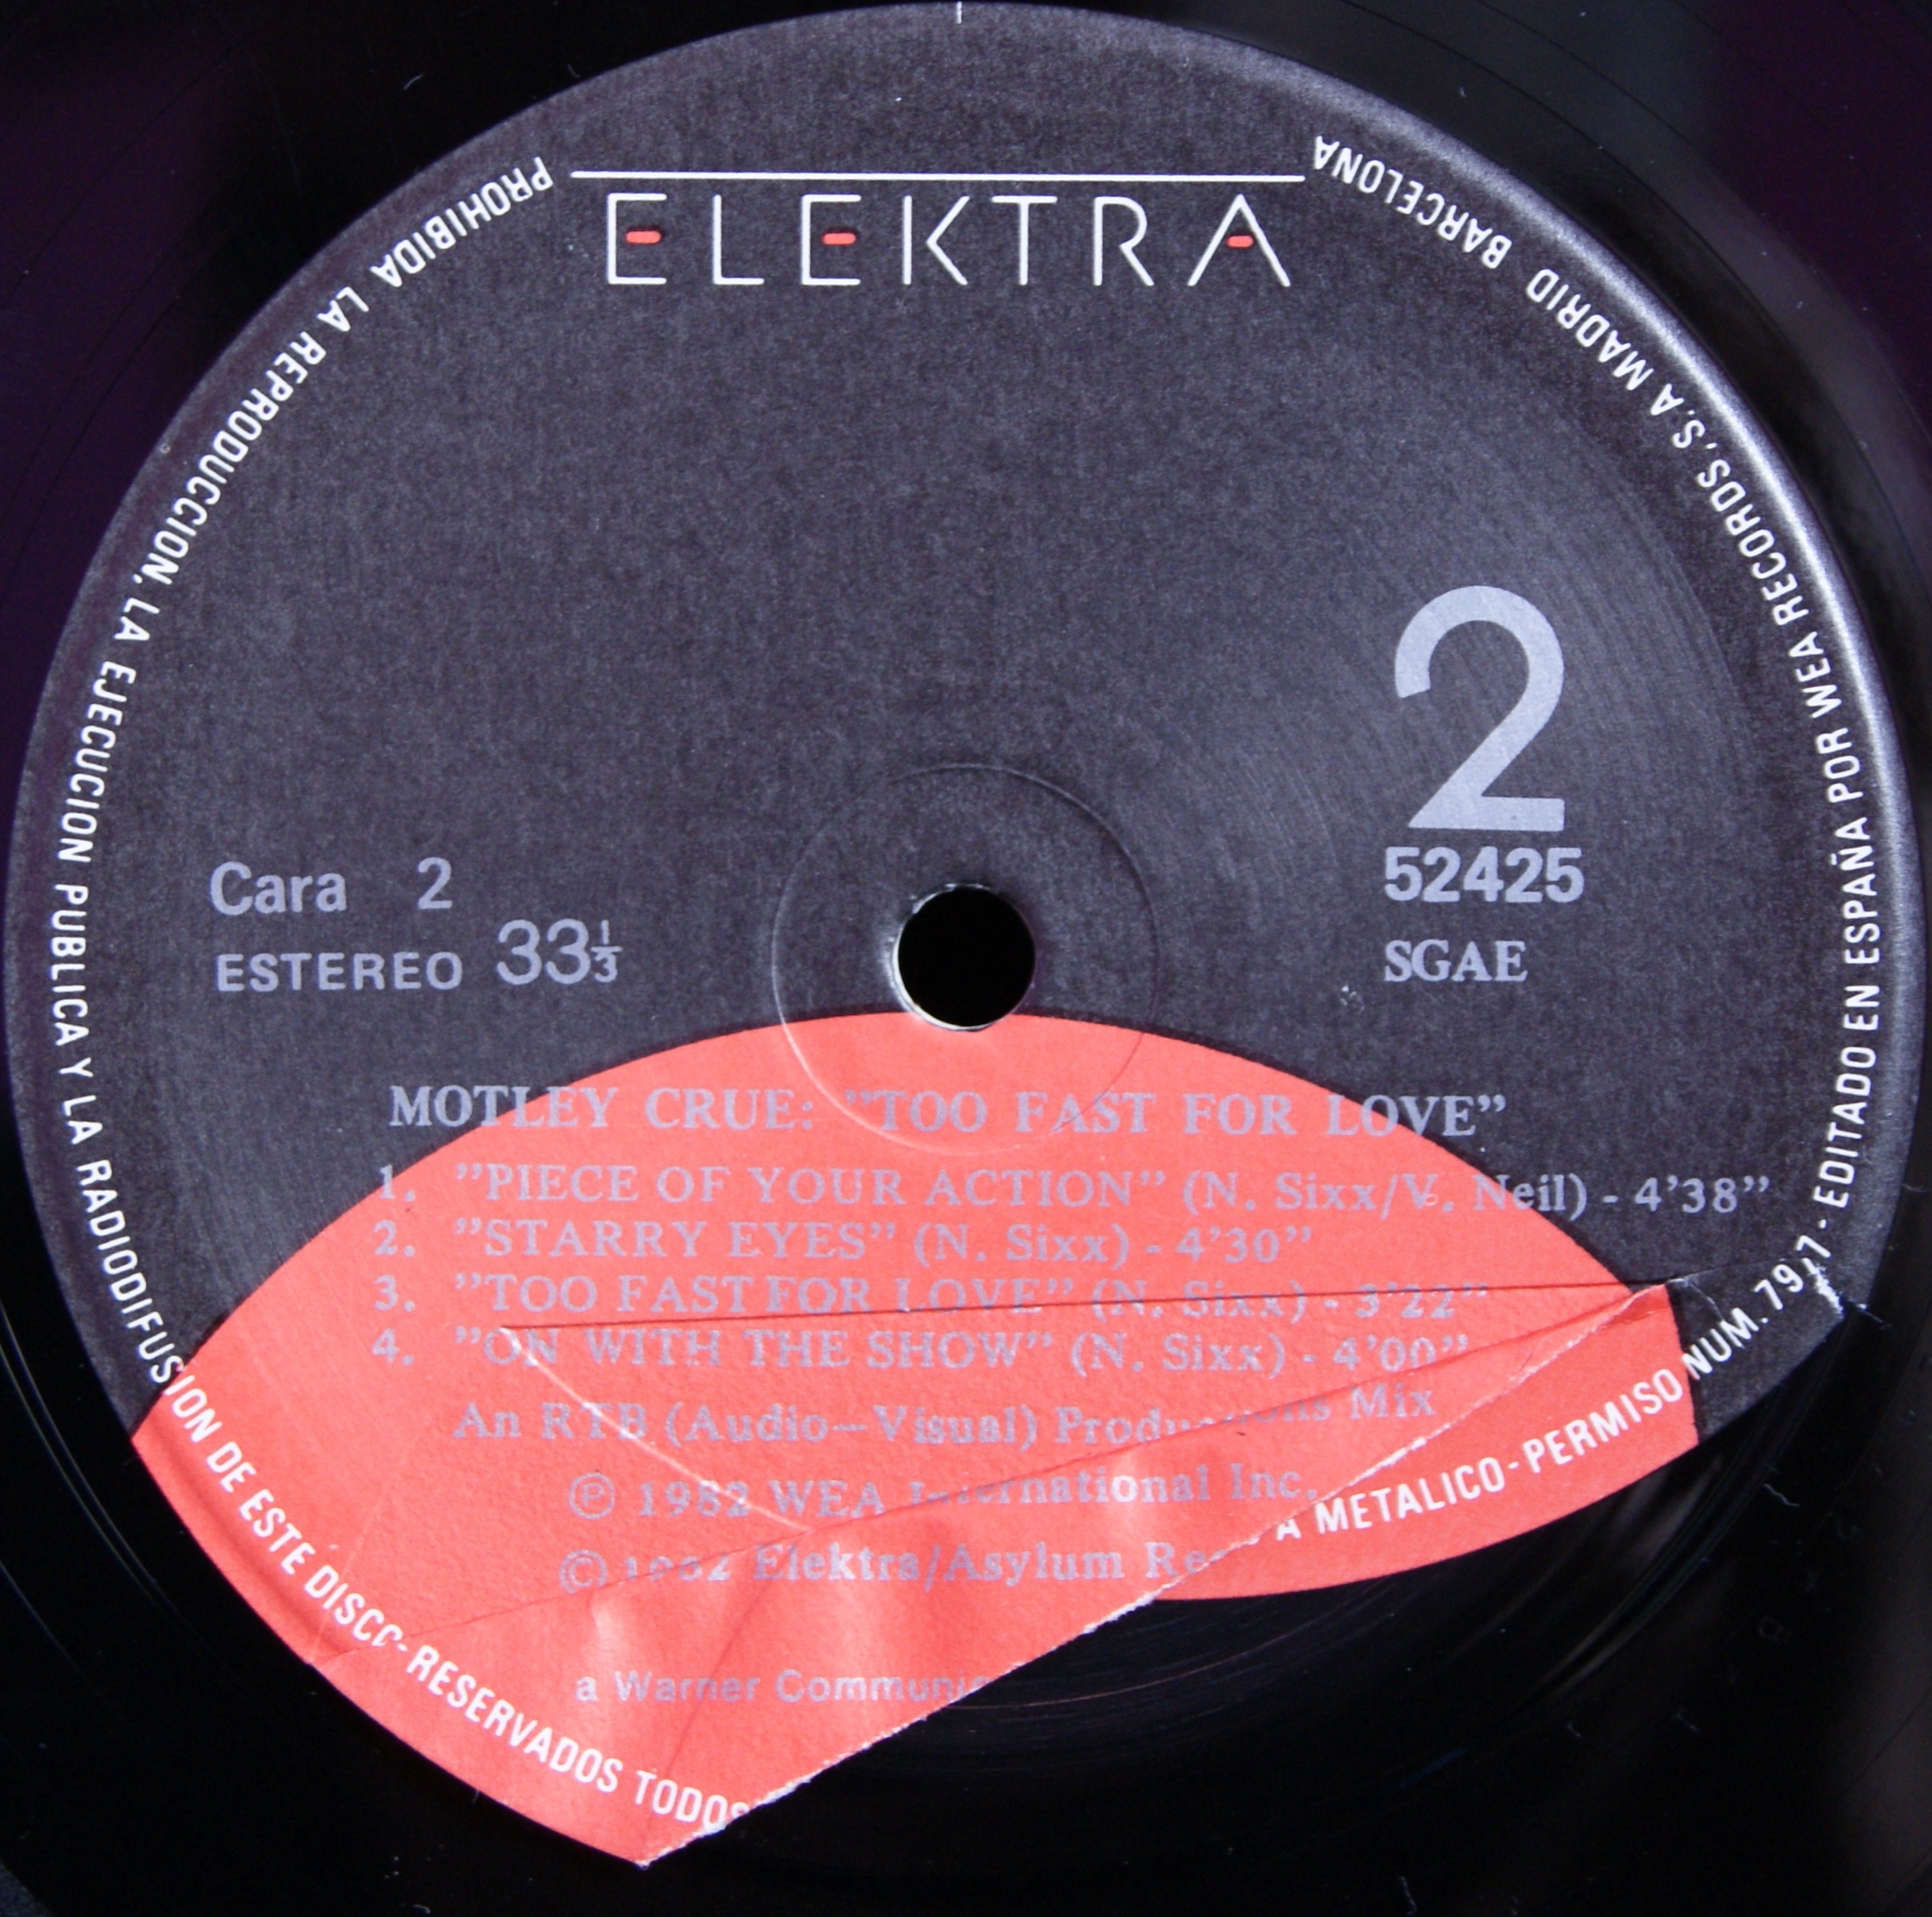 ELEKTRA
2
52425
SGAE
Cara 2
ESTEREO 33⅓
MOTLEY CRUE: "TOO FAST FOR LOVE"
1. "PIECE OF YOUR ACTION" (N. Sixx/V. Neil) - 4'38"
2. "STARRY EYES" (N. Sixx) - 4'30"
3. "TOO FAST FOR LOVE" (N. Sixx) - 3'22"
4. "ON WITH THE SHOW" (N. Sixx) - 4'00"
An RTB (Audio—Visual) Productions Mix
℗ 1982 WEA International Inc.
© 1982 Elektra/Asylum
a Warner
PROHIBIDA LA REPRODUCCION, LA EJECUCION PUBLICA Y LA RADIODIFUSION DE ESTE DISCO-RESERVADOS TODOS
A METALICO-PERMISO NUM. - EDITADO EN ESPAÑA POR WEA RECORDS, S. A MADRID BARCELONA